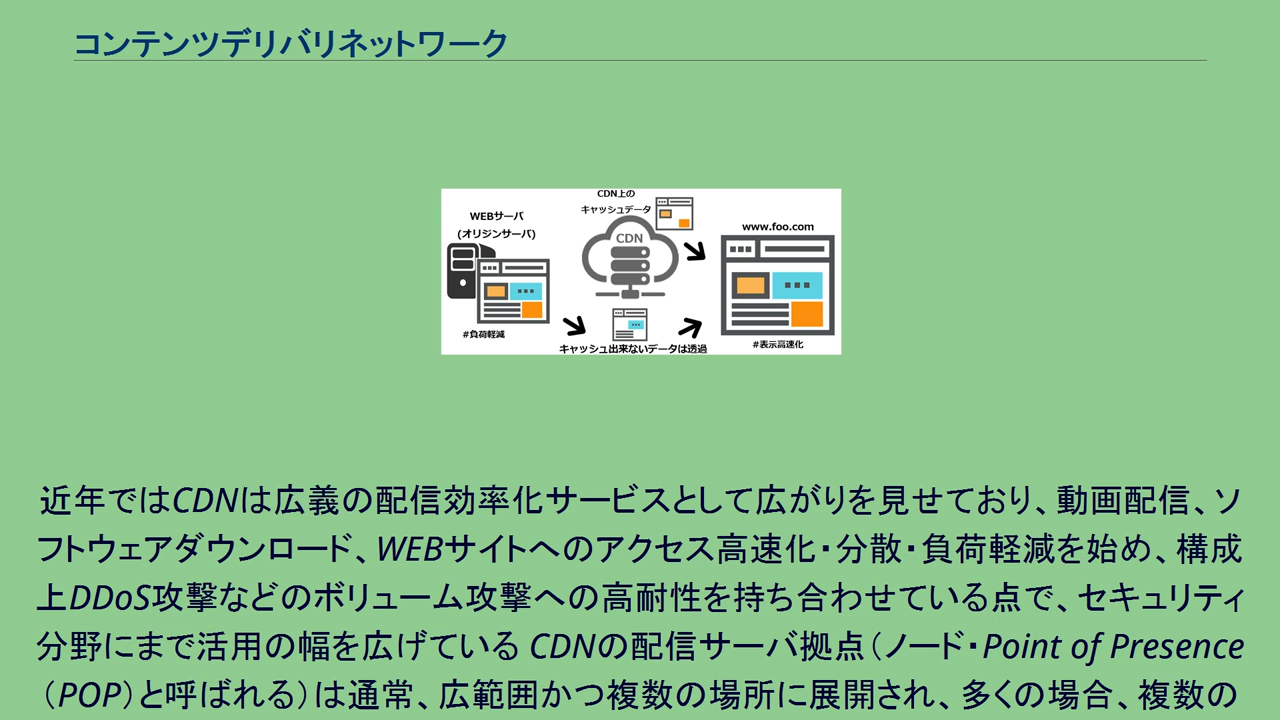 コンテンツデリバリネットワーク
CDN上の
キャッシュデータ
WEBサーバ
(オリジンサーバ)
CDN
www.foo.com
#負荷軽減
キャッシュ出来ないデータは透過
#表示高速化
近年ではCDNは広義の配信効率化サービスとして広がりを見せており、動画配信、ソ
フトウェアダウンロード、WEBサイトへのアクセス高速化・分散・負荷軽減を始め、構成
上DDoS攻撃などのボリューム攻撃への高耐性を持ち合わせている点で、セキュリティ
分野にまで活用の幅を広げている CDNの配信サーバ拠点（ノード・Point of Presence
（POP）と呼ばれる）は通常、広範囲かつ複数の場所に展開され、多くの場合、複数の